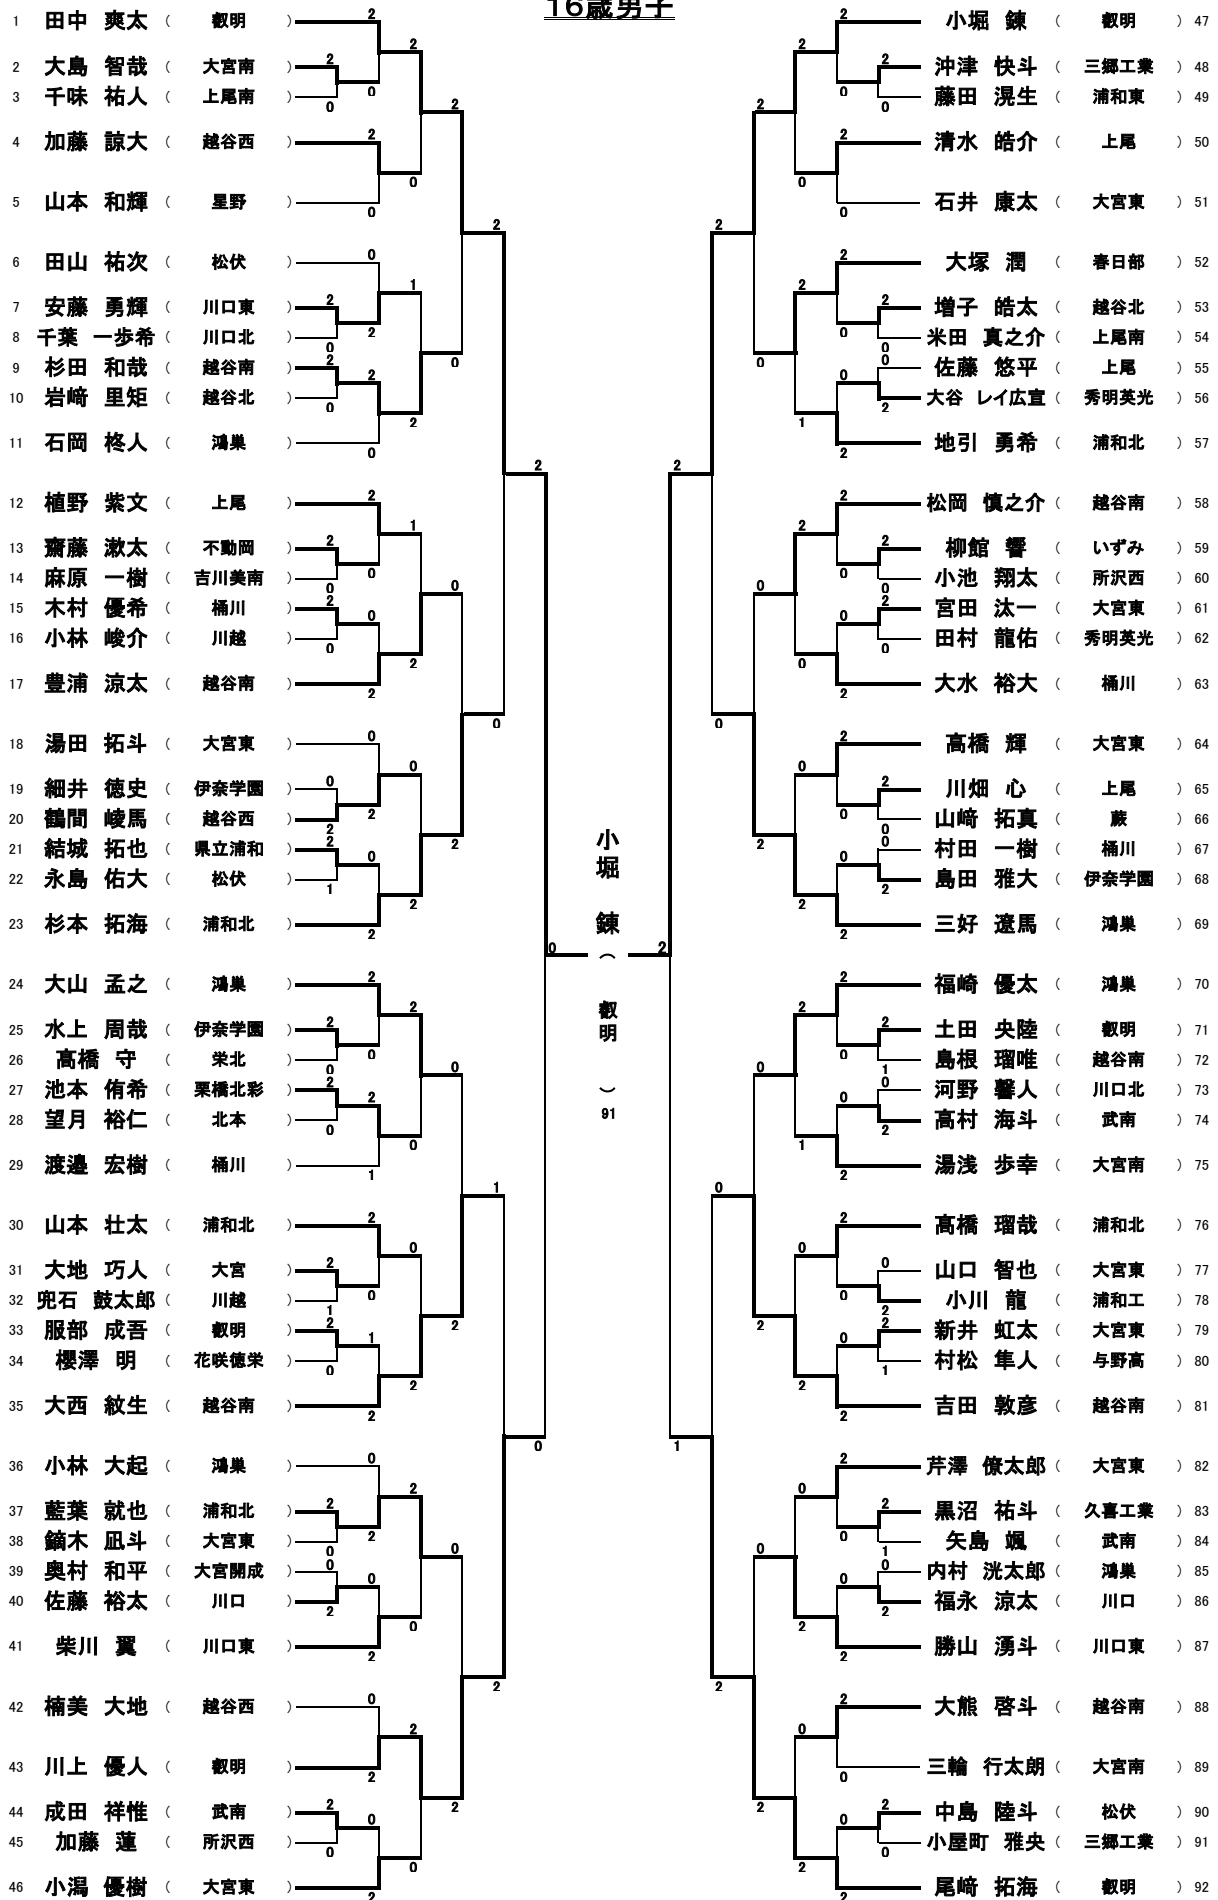 16歳男子
1 田中 爽太 叡明
2 大島 智哉 ( 大宮南 )
3 千味 祐人 ( 上尾南 )
4 加藤 諒大 ( 越谷西 )
5 山本 和輝 ( 星野 )
6 田山 祐次 ( 松伏 )
7 安藤 勇輝 ( 川口東 )
8 千葉 一歩希 ( 川口北 )
9 杉田 和哉 ( 越谷南 )
10 岩﨑 里矩 ( 越谷北 )
11 石岡 柊人 ( 鴻巣 )
12 植野 紫文 ( 上尾 )
13 齋藤 漱太 ( 不動岡 )
14 麻原 一樹 ( 吉川美南 )
15 木村 優希 ( 桶川 )
16 小林 峻介 ( 川越 )
17 豊浦 涼太 ( 越谷南 )
18 湯田 拓斗 ( 大宮東 )
19 細井 徳史 ( 伊奈学園 )
20 鶴間 崚馬 ( 越谷西 )
21 結城 拓也 ( 県立浦和 )
22 永島 佑大 ( 松伏 )
23 杉本 拓海 ( 浦和北 )
24 大山 孟之 ( 鴻巣 )
25 水上 周哉 ( 伊奈学園 )
26 髙橋 守 ( 栄北 )
27 池本 侑希 ( 栗橋北彩 )
28 望月 裕仁 ( 北本 )
29 渡邉 宏樹 ( 桶川 )
30 山本 壮太 ( 浦和北 )
31 大地 巧人 ( 大宮 )
32 兜石 鼓太郎 ( 川越 )
33 服部 成吾 ( 叡明 )
34 櫻澤 明 ( 花咲徳栄 )
35 大西 紋生 ( 越谷南 )
36 小林 大起 ( 鴻巣 )
37 藍葉 就也 ( 浦和北 )
38 鏑木 凪斗 ( 大宮東 )
39 奥村 和平 ( 大宮開成 )
40 佐藤 裕太 ( 川口 )
41 柴川 翼 ( 川口東 )
42 楠美 大地 ( 越谷西 )
43 川上 優人 ( 叡明 )
44 成田 祥惟 ( 武南 )
45 加藤 蓮 ( 所沢西 )
46 小潟 優樹 ( 大宮東 )
小堀 錬 ( 叡明 )
91
小堀 錬 ( 叡明 ) 47
沖津 快斗 ( 三郷工業 ) 48
藤田 滉生 ( 浦和東 ) 49
清水 皓介 ( 上尾 ) 50
石井 康太 ( 大宮東 ) 51
大塚 潤 ( 春日部 ) 52
増子 皓太 ( 越谷北 ) 53
米田 真之介 ( 上尾南 ) 54
佐藤 悠平 ( 上尾 ) 55
大谷 レイ広宣 ( 秀明英光 ) 56
地引 勇希 ( 浦和北 ) 57
松岡 慎之介 ( 越谷南 ) 58
柳館 響 ( いずみ ) 59
小池 翔太 ( 所沢西 ) 60
宮田 汰一 ( 大宮東 ) 61
田村 龍佑 ( 秀明英光 ) 62
大水 裕大 ( 桶川 ) 63
高橋 輝 ( 大宮東 ) 64
川畑 心 ( 上尾 ) 65
山﨑 拓真 ( 蕨 ) 66
村田 一樹 ( 桶川 ) 67
島田 雅大 ( 伊奈学園 ) 68
三好 遼馬 ( 鴻巣 ) 69
福崎 優太 ( 鴻巣 ) 70
土田 央陸 ( 叡明 ) 71
島根 瑠唯 ( 越谷南 ) 72
河野 馨人 ( 川口北 ) 73
高村 海斗 ( 武南 ) 74
湯浅 歩幸 ( 大宮南 ) 75
髙橋 瑠哉 ( 浦和北 ) 76
山口 智也 ( 大宮東 ) 77
小川 龍 ( 浦和工 ) 78
新井 虹太 ( 大宮東 ) 79
村松 隼人 ( 与野高 ) 80
吉田 敦彦 ( 越谷南 ) 81
芹澤 僚太郎 ( 大宮東 ) 82
黒沼 祐斗 ( 久喜工業 ) 83
矢島 颯 ( 武南 ) 84
内村 洸太郎 ( 鴻巣 ) 85
福永 涼太 ( 川口 ) 86
勝山 湧斗 ( 川口東 ) 87
大熊 啓斗 ( 越谷南 ) 88
三輪 行太朗 ( 大宮南 ) 89
中島 陸斗 ( 松伏 ) 90
小屋町 雅央 ( 三郷工業 ) 91
尾﨑 拓海 ( 叡明 ) 92